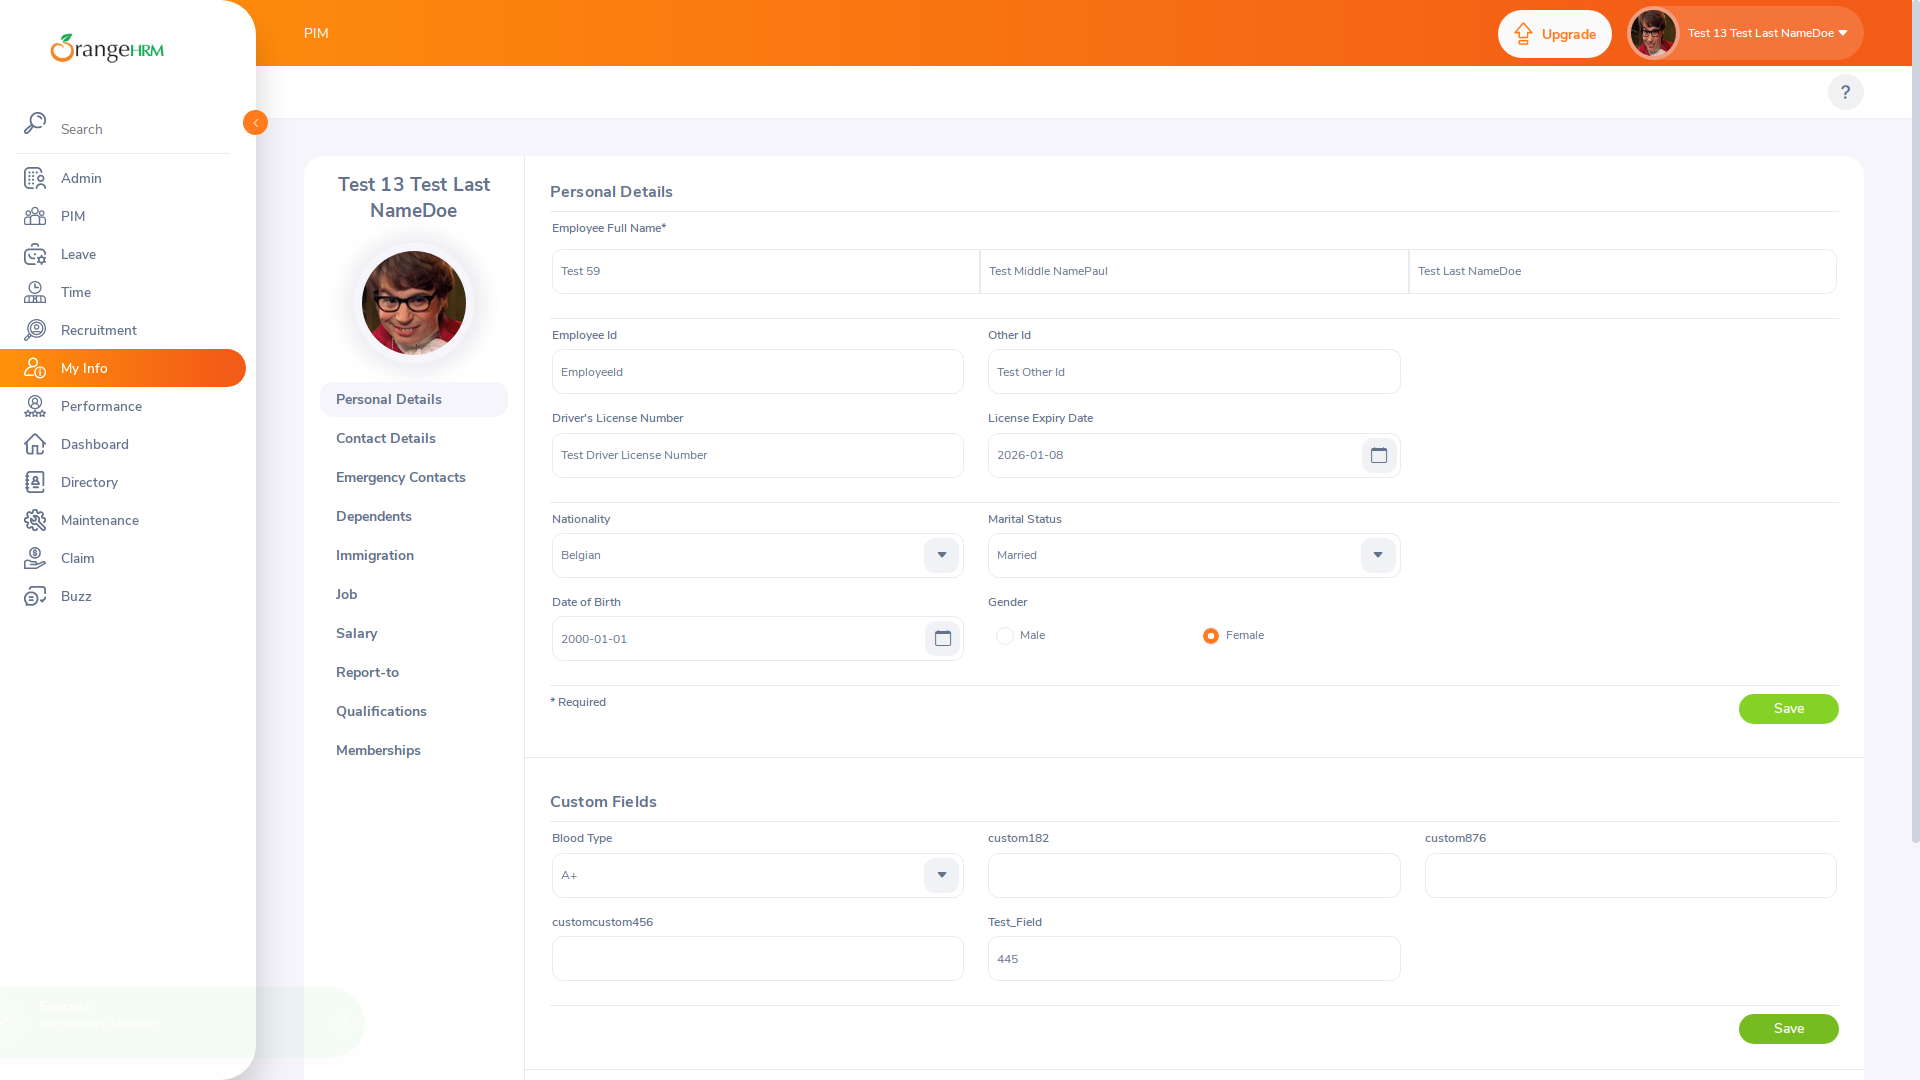 OrangeHRM
PIM
Upgrade
Test 13 Test Last NameDoe
?
Search
Admin
PIM
Leave
Time
Recruitment
My Info
Performance
Dashboard
Directory
Maintenance
Claim
Buzz
Test 13 Test Last
NameDoe
Personal Details
Contact Details
Emergency Contacts
Dependents
Immigration
Job
Salary
Report-to
Qualifications
Memberships
Personal Details
Employee Full Name*
Test 59
Test Middle NamePaul
Test Last NameDoe
Employee Id
Other Id
EmployeeId
Test Other Id
Driver's License Number
License Expiry Date
Test Driver License Number
2026-01-08
Nationality
Marital Status
Belgian
Married
Date of Birth
Gender
2000-01-01
Male
Female
* Required
Save
Custom Fields
Blood Type
custom182
custom876
A+
customcustom456
Test_Field
445
Save
Success
Successfully Updated